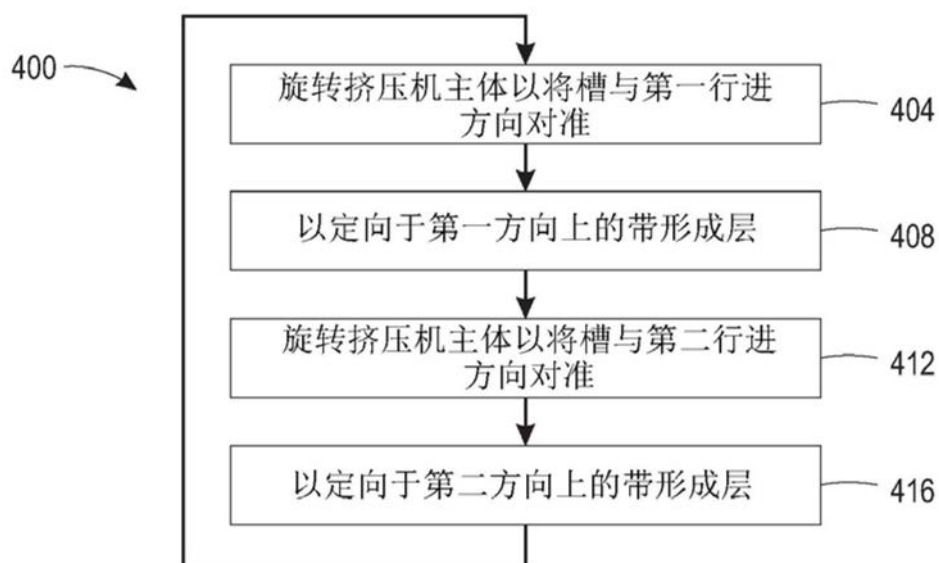 400
旋转挤压机主体以将槽与第一行进
方向对准
404
以定向于第一方向上的带形成层
408
旋转挤压机主体以将槽与第二行进
方向对准
412
以定向于第二方向上的带形成层
416